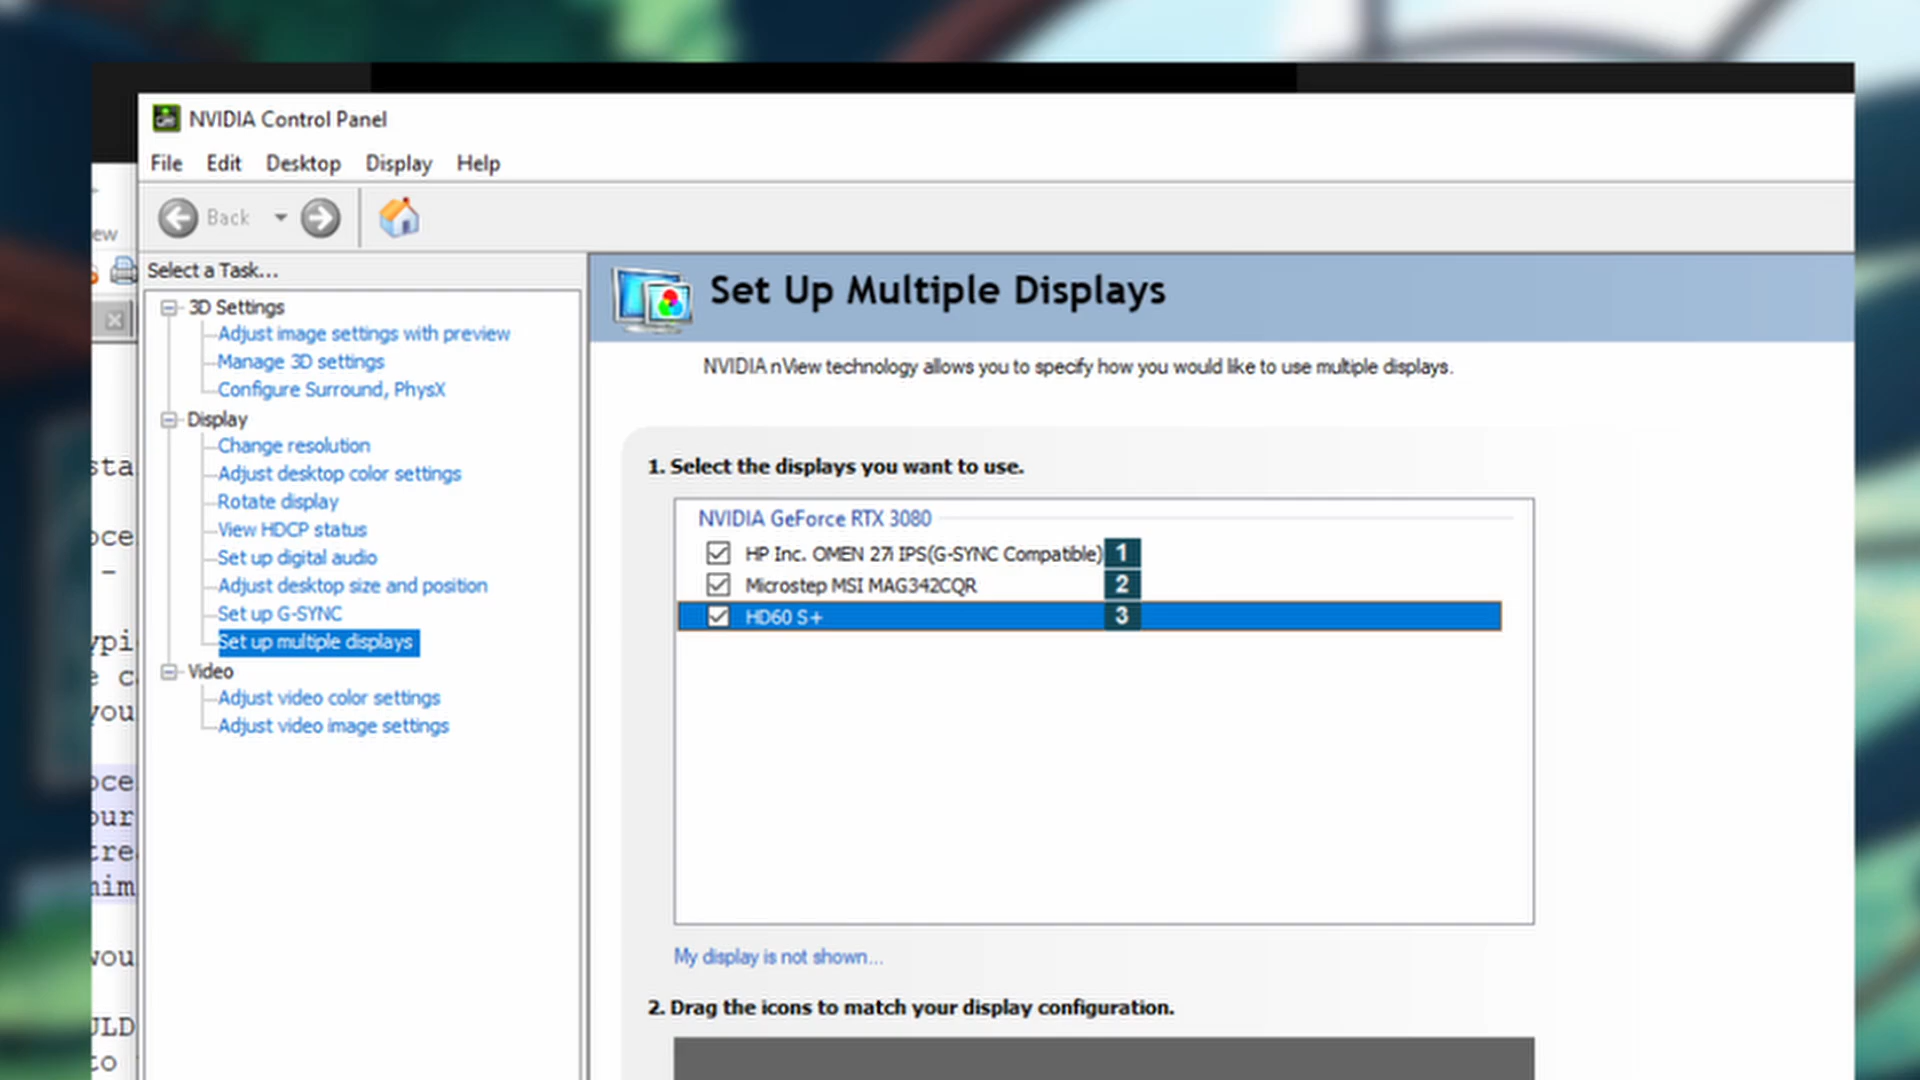 NVIDIA Control Panel
File Edit Desktop Display Help
Back
ew
Select a Task...
3D Settings
Adjust image settings with preview
Manage 3D settings
Configure Surround, PhysX
Display
Change resolution
Adjust desktop color settings
Rotate display
View HDCP status
Set up digital audio
Adjust desktop size and position
Set up G-SYNC
Set up multiple displays
Video
Adjust video color settings
Adjust video image settings
Set Up Multiple Displays
NVIDIA nView technology allows you to specify how you would like to use multiple displays.
1. Select the displays you want to use.
NVIDIA GeForce RTX 3080
HP Inc. OMEN 27i IPS(G-SYNC Compatible) 1
Microstep MSI MAG342CQR 2
HD60 S+ 3
My display is not shown...
2. Drag the icons to match your display configuration.